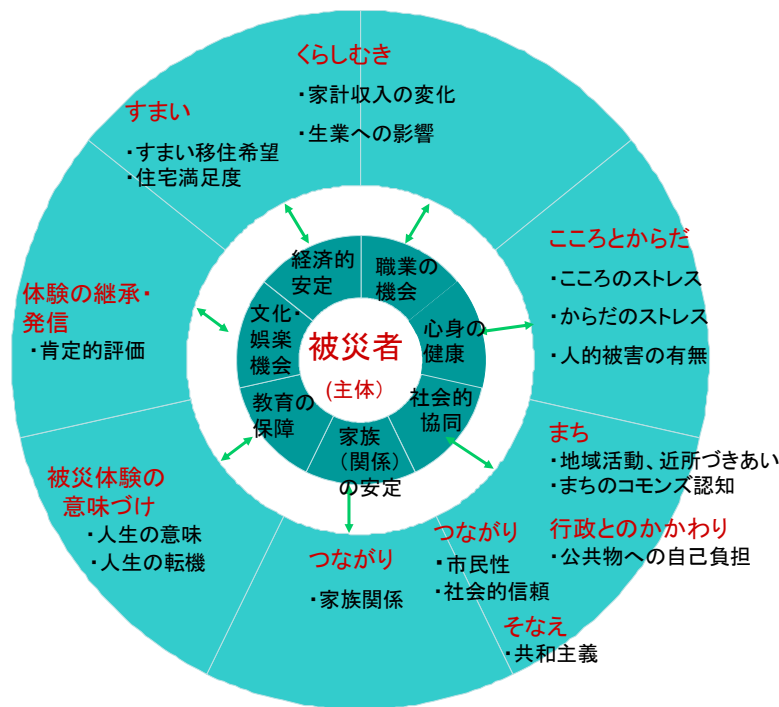 くらしむき
・家計収入の変化
・生業への影響
すまい
・すまい移住希望
・住宅満足度
こころとからだ
・こころのストレス
・からだのストレス
・人的被害の有無
体験の継承・
発信
・肯定的評価
経済的
安定
職業の
機会
文化・
娯楽
機会
心身の
健康
被災者
(主体)
教育の
保障
社会的
協同
家族
(関係)
の安定
まち
・地域活動、近所づきあい
・まちのコモンズ認知
行政とのかかわり
・公共物への自己負担
被災体験の
意味づけ
・人生の意味
・人生の転機
つながり
・家族関係
つながり
・市民性
・社会的信頼
そなえ
・共和主義